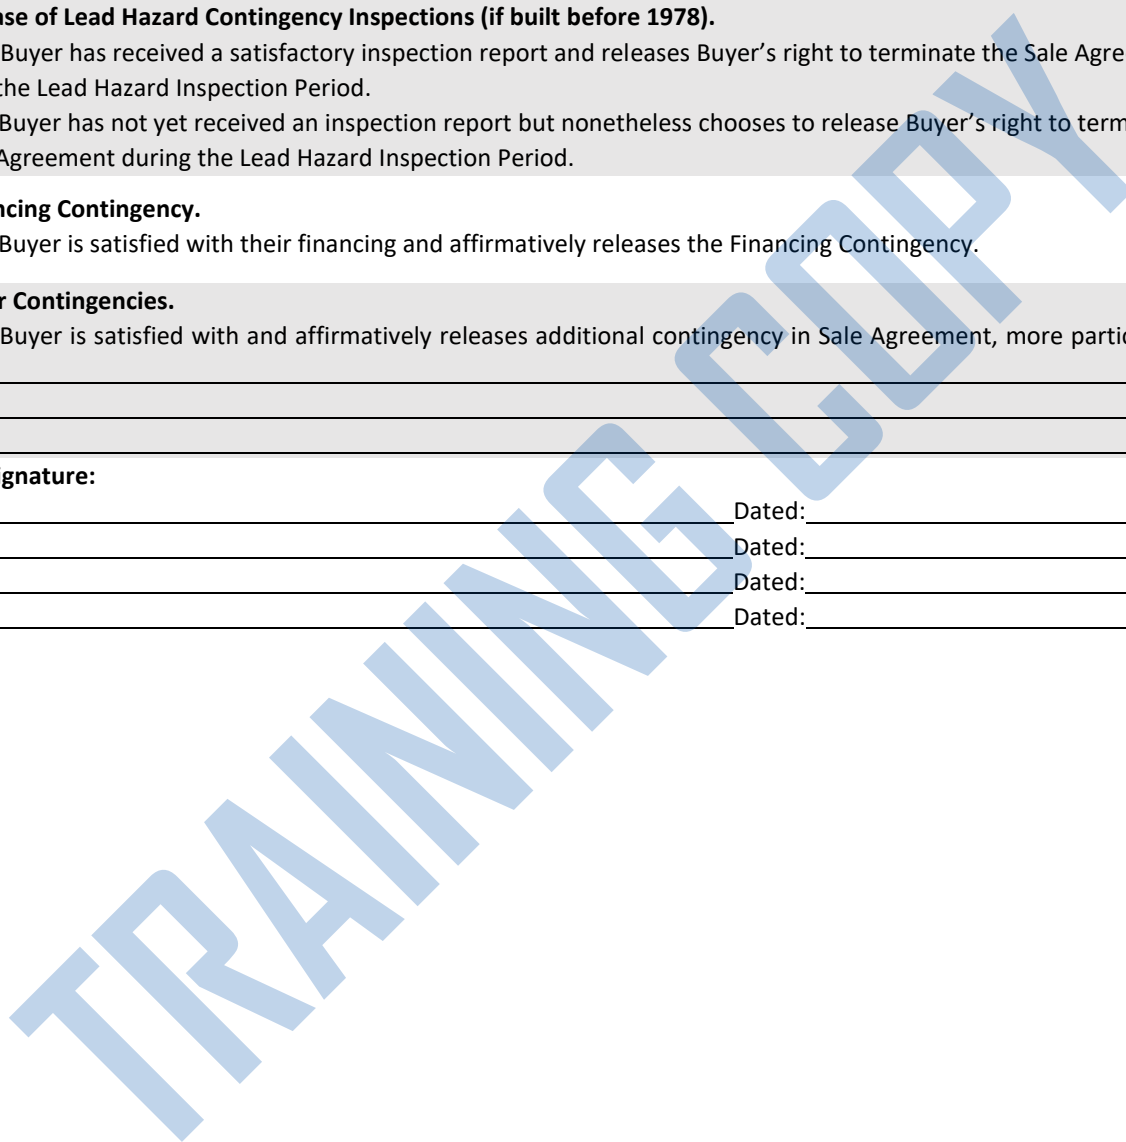 ase of Lead Hazard Contingency Inspections (if built before 1978).
Buyer has received a satisfactory inspection report and releases Buyer’s right to terminate the Sale Agre
the Lead Hazard Inspection Period.
Buyer has not yet received an inspection report but nonetheless chooses to release Buyer’s right to term
Agreement during the Lead Hazard Inspection Period.
ncing Contingency.
Buyer is satisfied with their financing and affirmatively releases the Financing Contingency.
r Contingencies.
Buyer is satisfied with and affirmatively releases additional contingency in Sale Agreement, more partic
ignature:
Dated:
Dated:
Dated:
Dated:
TRAINING COPY